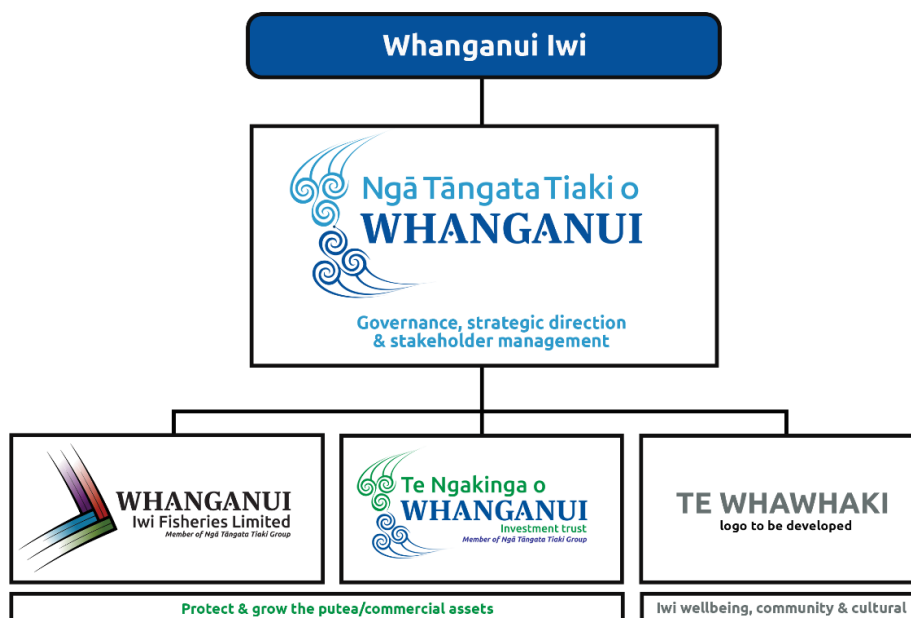 Whanganui Iwi
Ngā Tāngata Tiaki o
WHANGANUI
Governance, strategic direction
& stakeholder management
WHANGANUI
Iwi Fisheries Limited
Member of Ngā Tāngata Tiaki Group
Te Ngakinga o
WHANGANUI
Investment trust
Member of Ngā Tāngata Tiaki Group
TE WHAWHAKI
logo to be developed
Protect & grow the putea/commercial assets
Iwi wellbeing, community & cultural